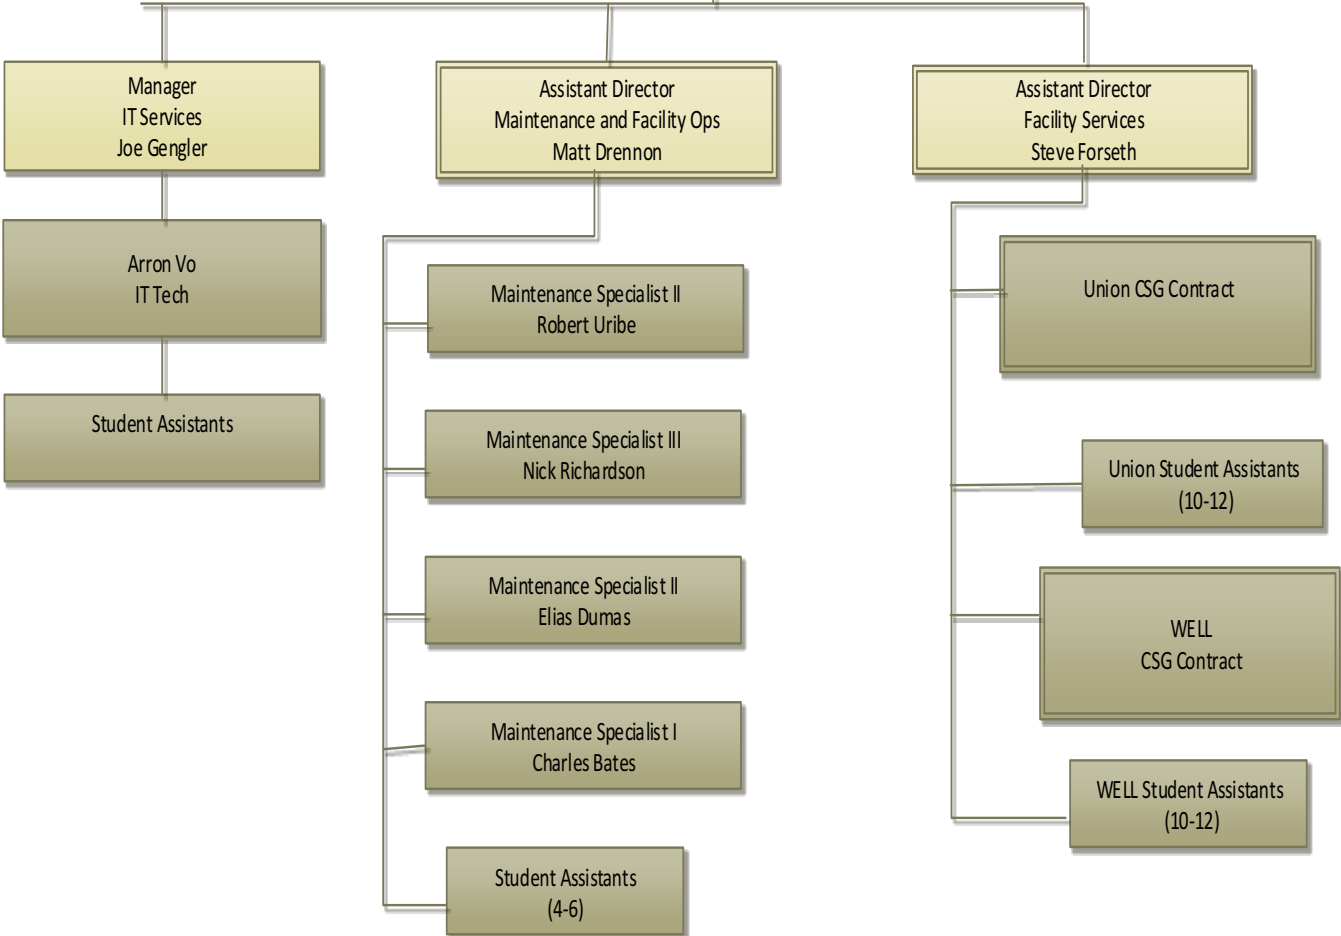 Manager
IT Services
Joe Gengler
Arron Vo
IT Tech
Student Assistants
Assistant Director
Maintenance and Facility Ops
Matt Drennon
Maintenance Specialist II
Robert Uribe
Maintenance Specialist III
Nick Richardson
Maintenance Specialist II
Elias Dumas
Maintenance Specialist I
Charles Bates
Student Assistants
(4-6)
Assistant Director
Facility Services
Steve Forseth
Union CSG Contract
Union Student Assistants
(10-12)
WELL
CSG Contract
WELL Student Assistants
(10-12)